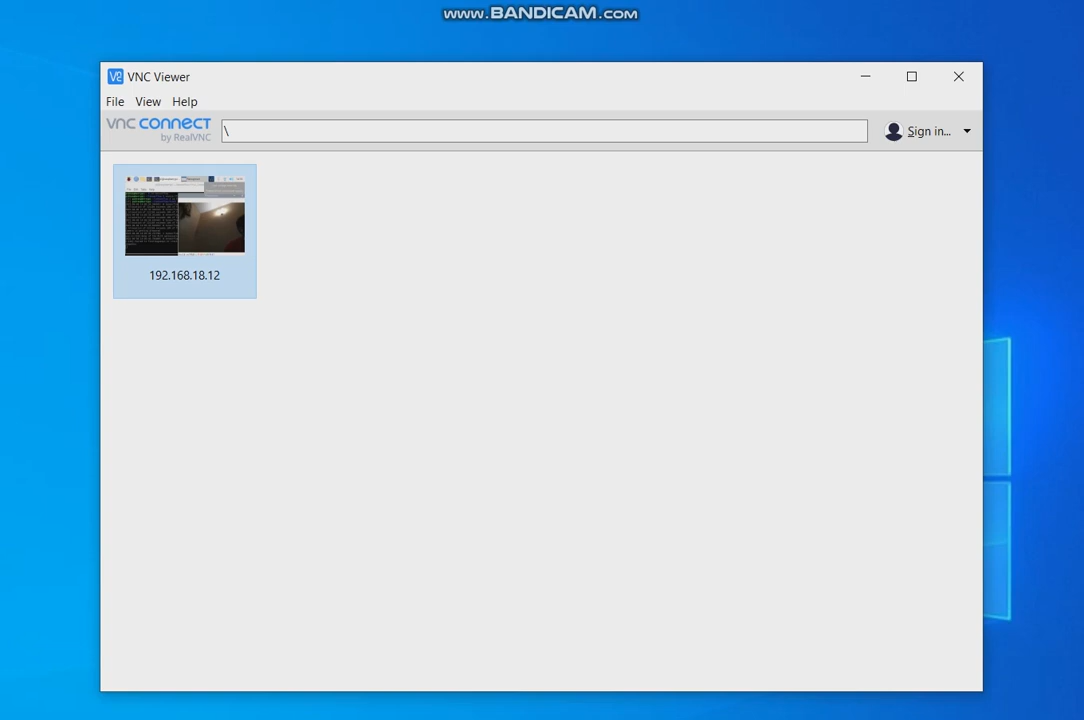 www.BANDICAM.com
VNC Viewer
File View Help
VNC CONNECT
by RealVNC
\
Sign in...
192.168.18.12